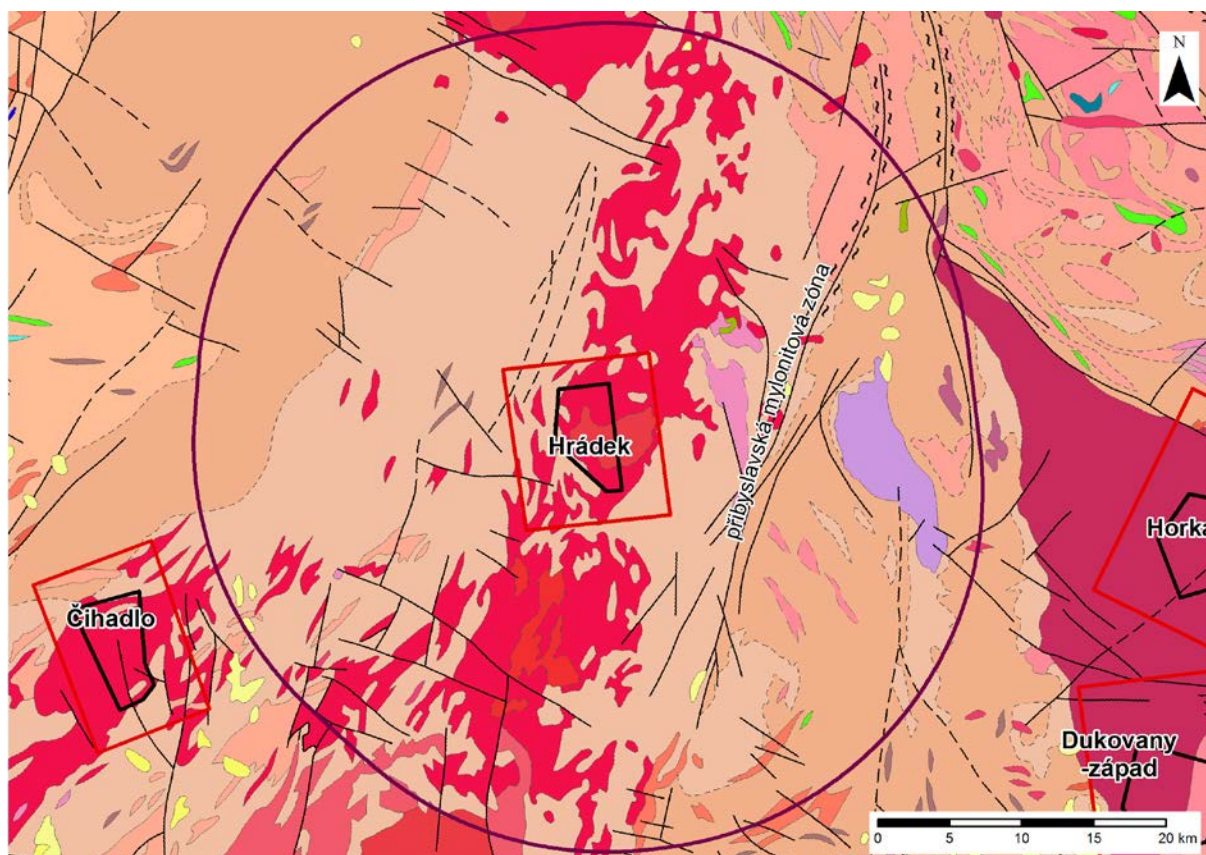 N
přibyslavská mylonitová zóna
Hrádek
Čihadlo
Horka
Dukovany
-západ
0 5 10 15 20 km